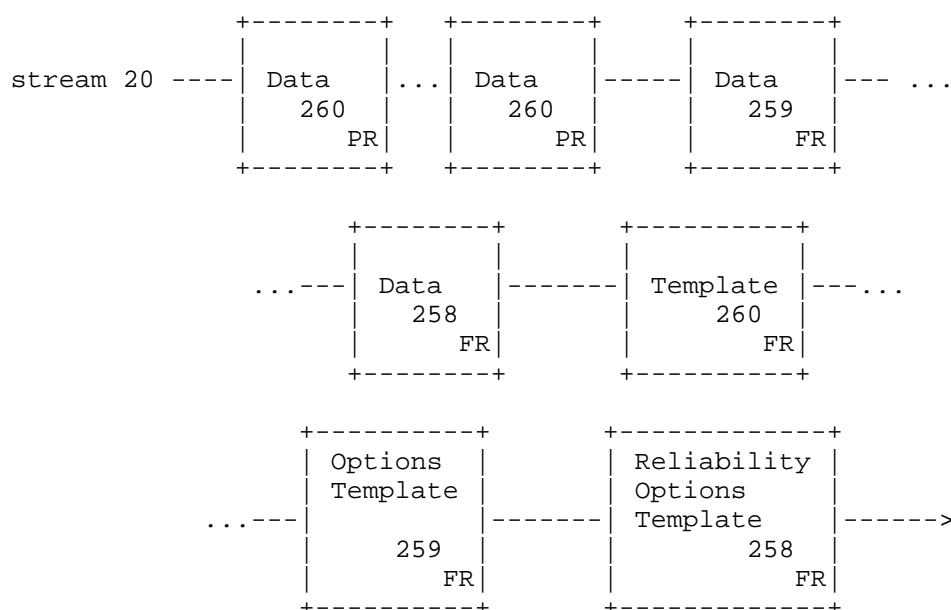 +--------+   +--------+      +--------+
                |        |   |        |      |        |
stream 20 ----| Data   |...| Data   |-----| Data   |--- ...
                |   260  |   |   260  |      |   259  |
                |      PR|   |      PR|      |      FR|
                +--------+   +--------+      +--------+
                +--------+        +----------+
                |        |        |          |
         ...---| Data   |-------| Template |---...
                |   258  |        |     260  |
                |      FR|        |        FR|
                +--------+        +----------+
             +----------+        +-------------+
             | Options  |        | Reliability |
             | Template |        | Options     |
      ...---|          |-------| Template    |------>
             |    259   |        |        258  |
             |        FR|        |           FR|
             +----------+        +-------------+